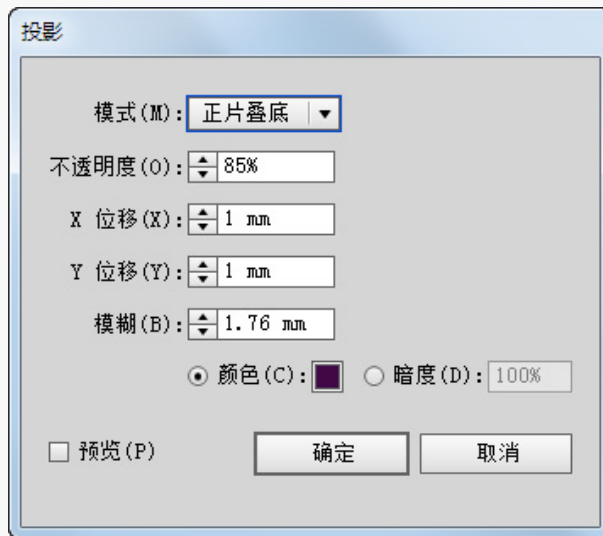 投影
模式(M): 正片叠底
不透明度(O): 85%
X 位移(X): 1 mm
Y 位移(Y): 1 mm
模糊(B): 1.76 mm
颜色(C): 暗度(D): 100%
预览(P) 确定 取消